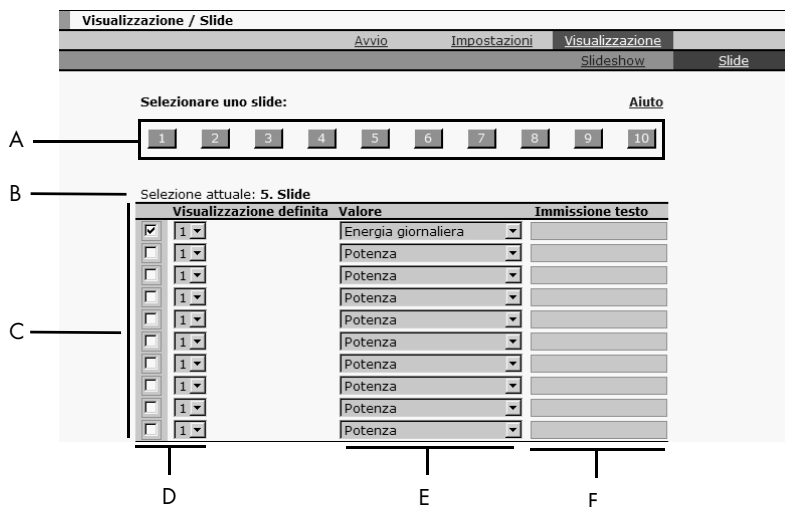 Visualizzazione / Slide
Avvio Impostazioni Visualizzazione
Slideshow Slide
Selezionare uno slide: Aiuto
A 1 2 3 4 5 6 7 8 9 10
B Selezione attuale: 5. Slide
Visualizzazione definita Valore Immissione testo
1 Energia giornaliera
1 Potenza
1 Potenza
1 Potenza
1 Potenza
C 1 Potenza
1 Potenza
1 Potenza
1 Potenza
1 Potenza
D E F